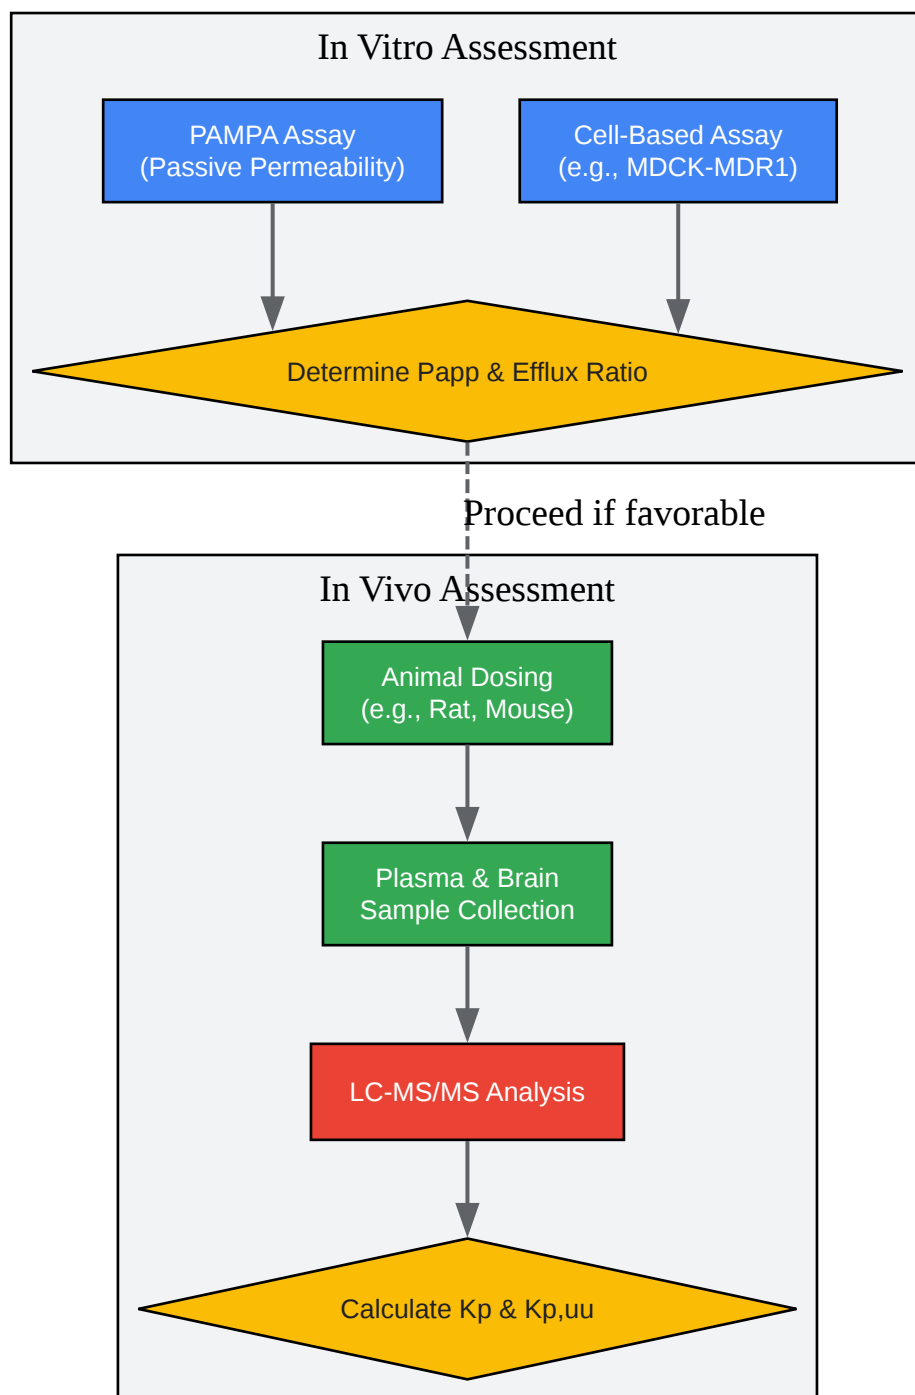 In Vitro Assessment
PAMPA Assay
(Passive Permeability)
Cell-Based Assay
(e.g., MDCK-MDR1)
Determine Papp & Efflux Ratio
Proceed if favorable
In Vivo Assessment
Animal Dosing
(e.g., Rat, Mouse)
Plasma & Brain
Sample Collection
LC-MS/MS Analysis
Calculate Kp & Kp,uu